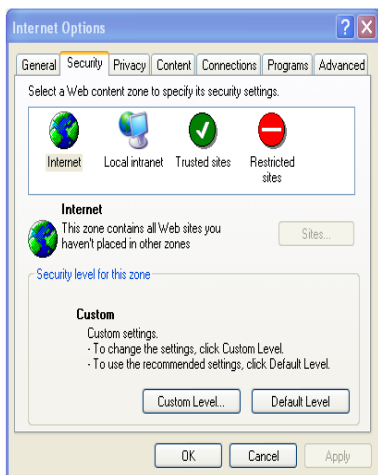 Internet Options
General Security Privacy Content Connections Programs Advanced
Select a Web content zone to specify its security settings.
Internet Local intranet Trusted sites Restricted
sites
Internet
This zone contains all Web sites you
haven't placed in other zones
Sites...
Security level for this zone
Custom
Custom settings.
- To change the settings, click Custom Level.
- To use the recommended settings, click Default Level.
Custom Level... Default Level
OK Cancel Apply